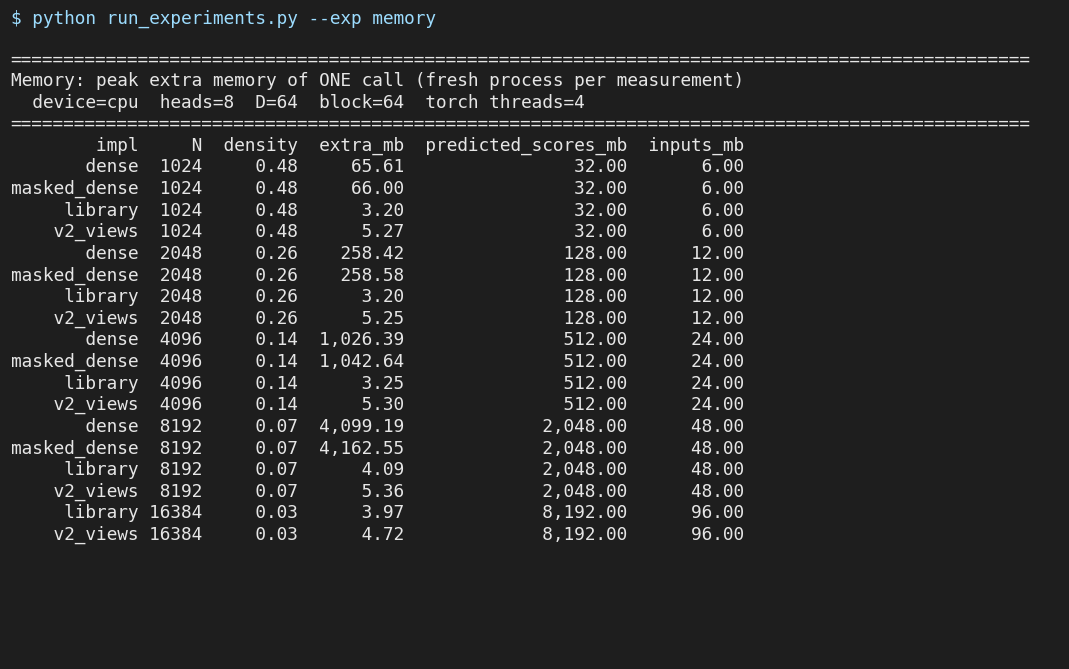 $ python run_experiments.py --exp memory
================================================================================================
Memory: peak extra memory of ONE call (fresh process per measurement)
  device=cpu  heads=8  D=64  block=64  torch threads=4
================================================================================================
        impl     N  density  extra_mb  predicted_scores_mb  inputs_mb
       dense  1024     0.48     65.61                32.00       6.00
masked_dense  1024     0.48     66.00                32.00       6.00
     library  1024     0.48      3.20                32.00       6.00
    v2_views  1024     0.48      5.27                32.00       6.00
       dense  2048     0.26    258.42               128.00      12.00
masked_dense  2048     0.26    258.58               128.00      12.00
     library  2048     0.26      3.20               128.00      12.00
    v2_views  2048     0.26      5.25               128.00      12.00
       dense  4096     0.14  1,026.39               512.00      24.00
masked_dense  4096     0.14  1,042.64               512.00      24.00
     library  4096     0.14      3.25               512.00      24.00
    v2_views  4096     0.14      5.30               512.00      24.00
       dense  8192     0.07  4,099.19             2,048.00      48.00
masked_dense  8192     0.07  4,162.55             2,048.00      48.00
     library  8192     0.07      4.09             2,048.00      48.00
    v2_views  8192     0.07      5.36             2,048.00      48.00
     library 16384     0.03      3.97             8,192.00      96.00
    v2_views 16384     0.03      4.72             8,192.00      96.00